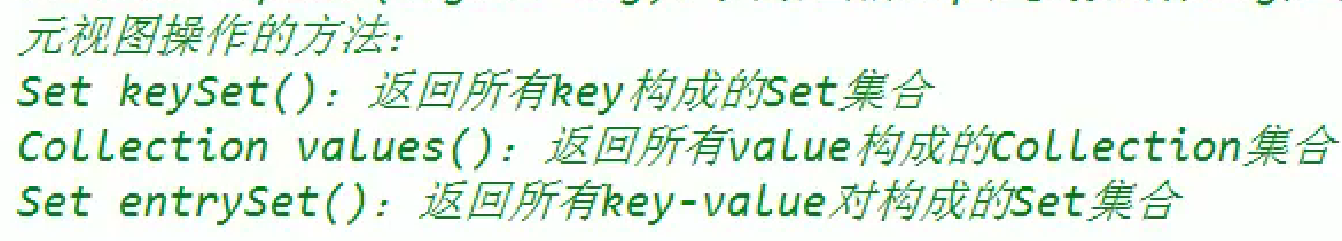 元视图操作的方法：
Set keySet()：返回所有key构成的Set集合
Collection values()：返回所有value构成的Collection集合
Set entrySet()：返回所有key-value对构成的Set集合